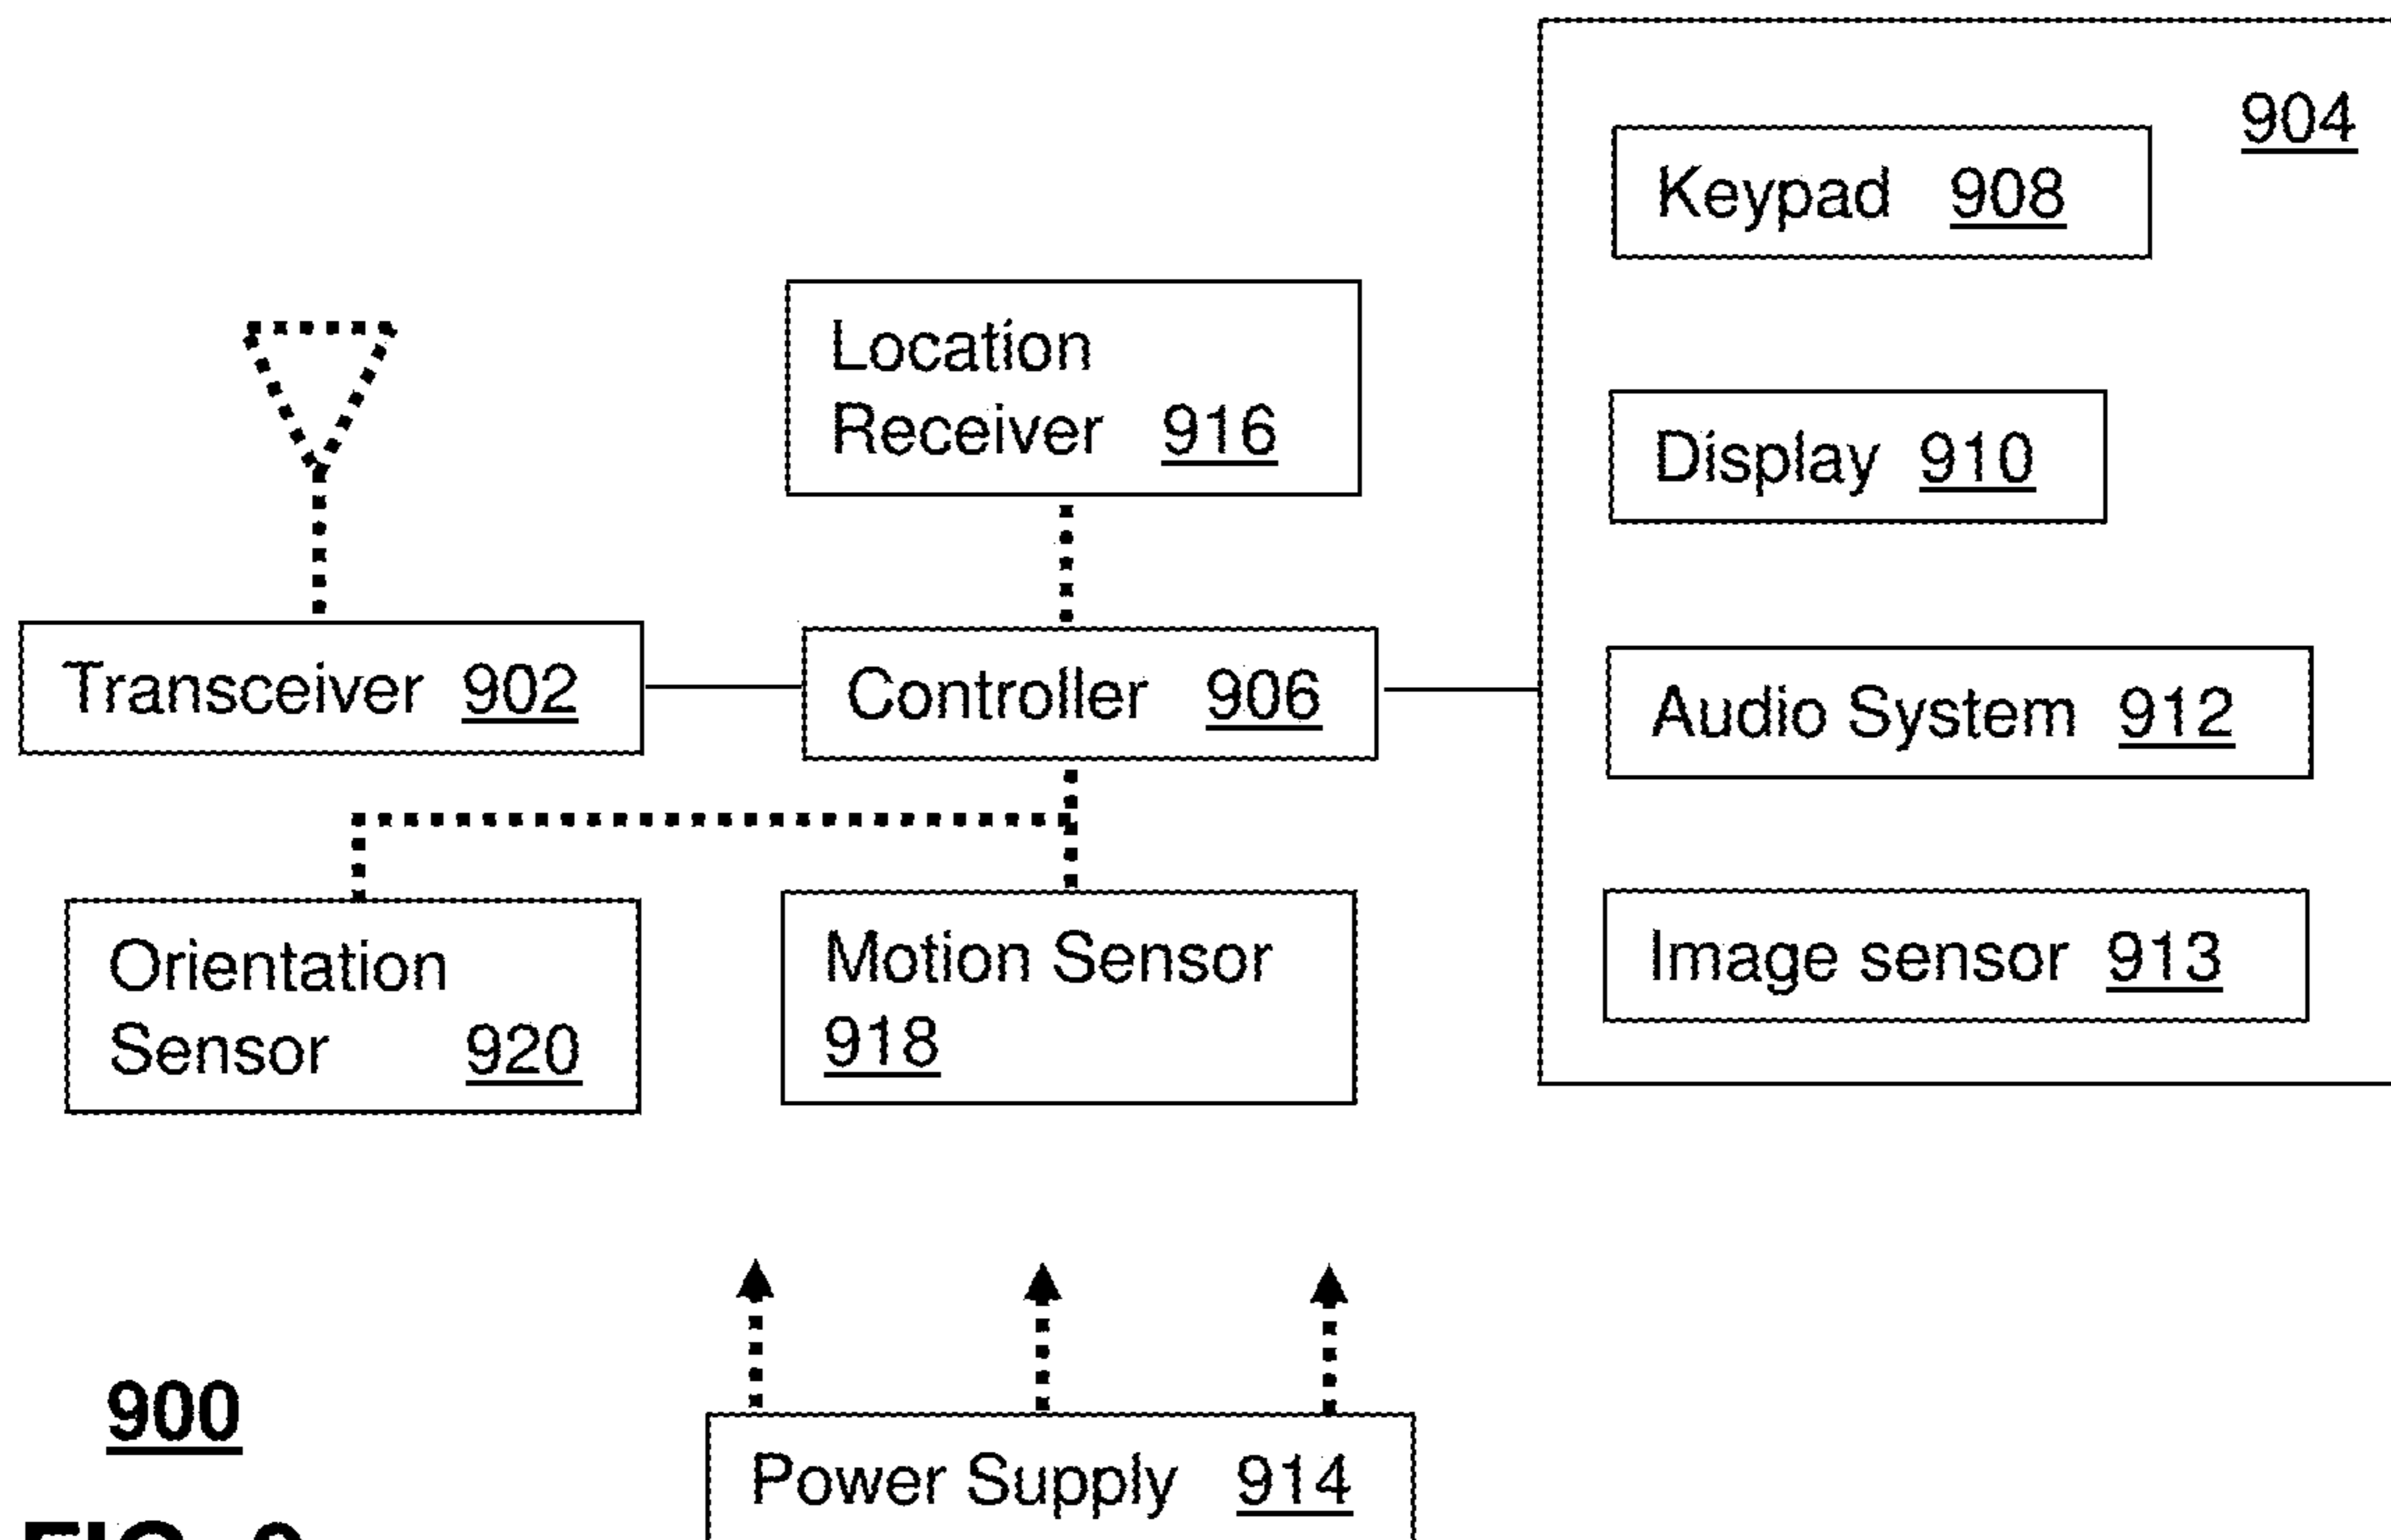 904
Keypad 908
Location
Receiver 916
Display 910
Transceiver 902
Controller 906
Audio System 912
Orientation
Sensor 920
Motion Sensor
918
Image sensor 913
900
Power Supply 914